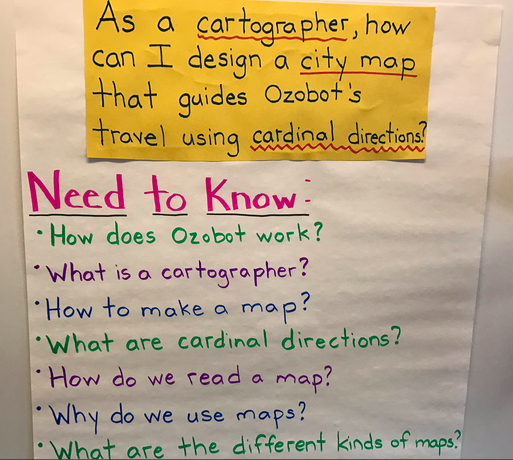 As a cartographer, how
can I design a city map
that guides Ozobot's
travel using cardinal directions?
Need to Know:
• How does Ozobot work?
• What is a cartographer?
• How to make a map?
• What are cardinal directions?
• How do we read a map?
• Why do we use maps?
• What are the different kinds of maps?